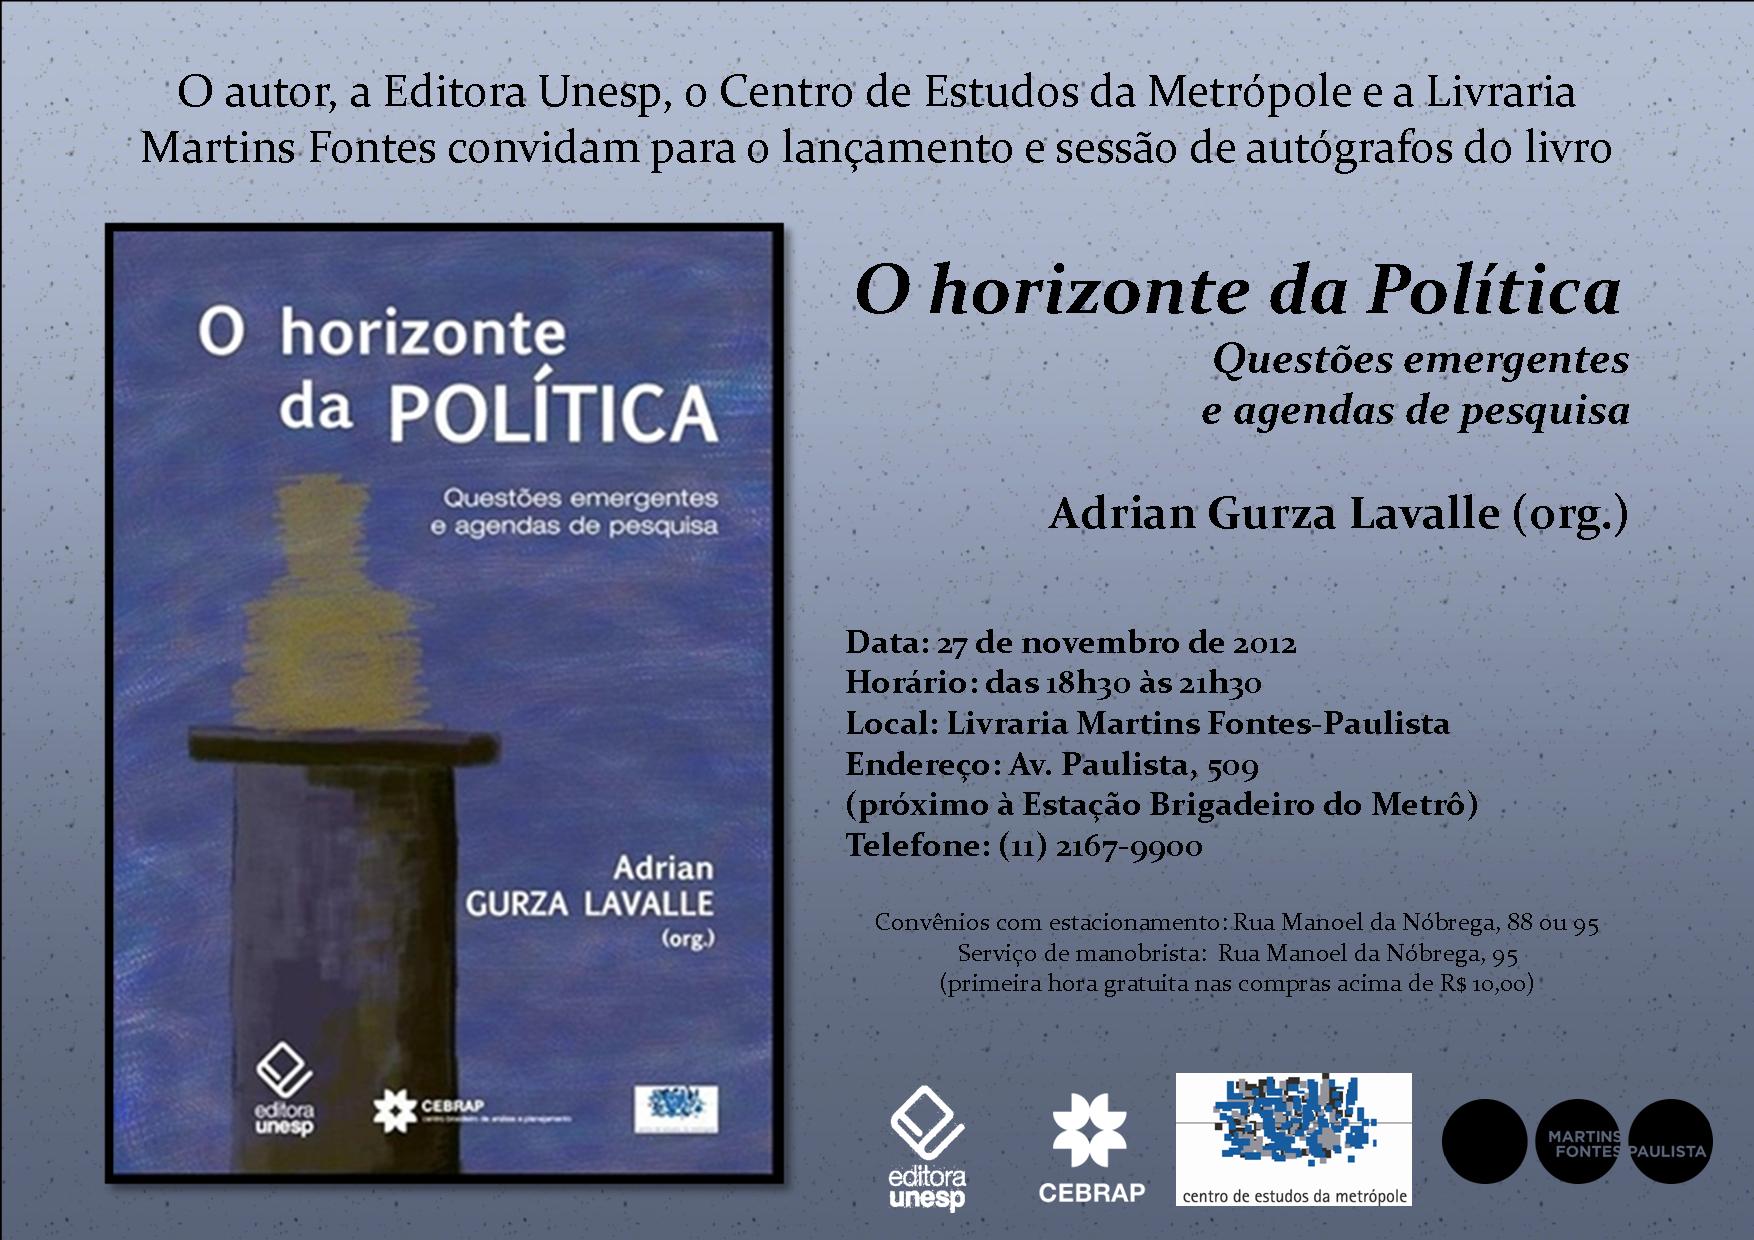 O autor, a Editora Unesp, o Centro de Estudos da Metrópole e a Livraria
Martins Fontes convidam para o lançamento e sessão de autógrafos do livro
O horizonte
da POLÍTICA
Questões emergentes
e agendas de pesquisa
Adrian
GURZA LAVALLE
(org.)
editora
unesp
CEBRAP
centro brasileiro de análise e planejamento
O horizonte da Política
Questões emergentes
e agendas de pesquisa
Adrian Gurza Lavalle (org.)
Data: 27 de novembro de 2012
Horário: das 18h30 às 21h30
Local: Livraria Martins Fontes-Paulista
Endereço: Av. Paulista, 509
(próximo à Estação Brigadeiro do Metrô)
Telefone: (11) 2167-9900
Convênios com estacionamento: Rua Manoel da Nóbrega, 88 ou 95
Serviço de manobrista: Rua Manoel da Nóbrega, 95
(primeira hora gratuita nas compras acima de R$ 10,00)
editora
unesp
CEBRAP
centro de estudos da metrópole
MARTINS
FONTES PAULISTA